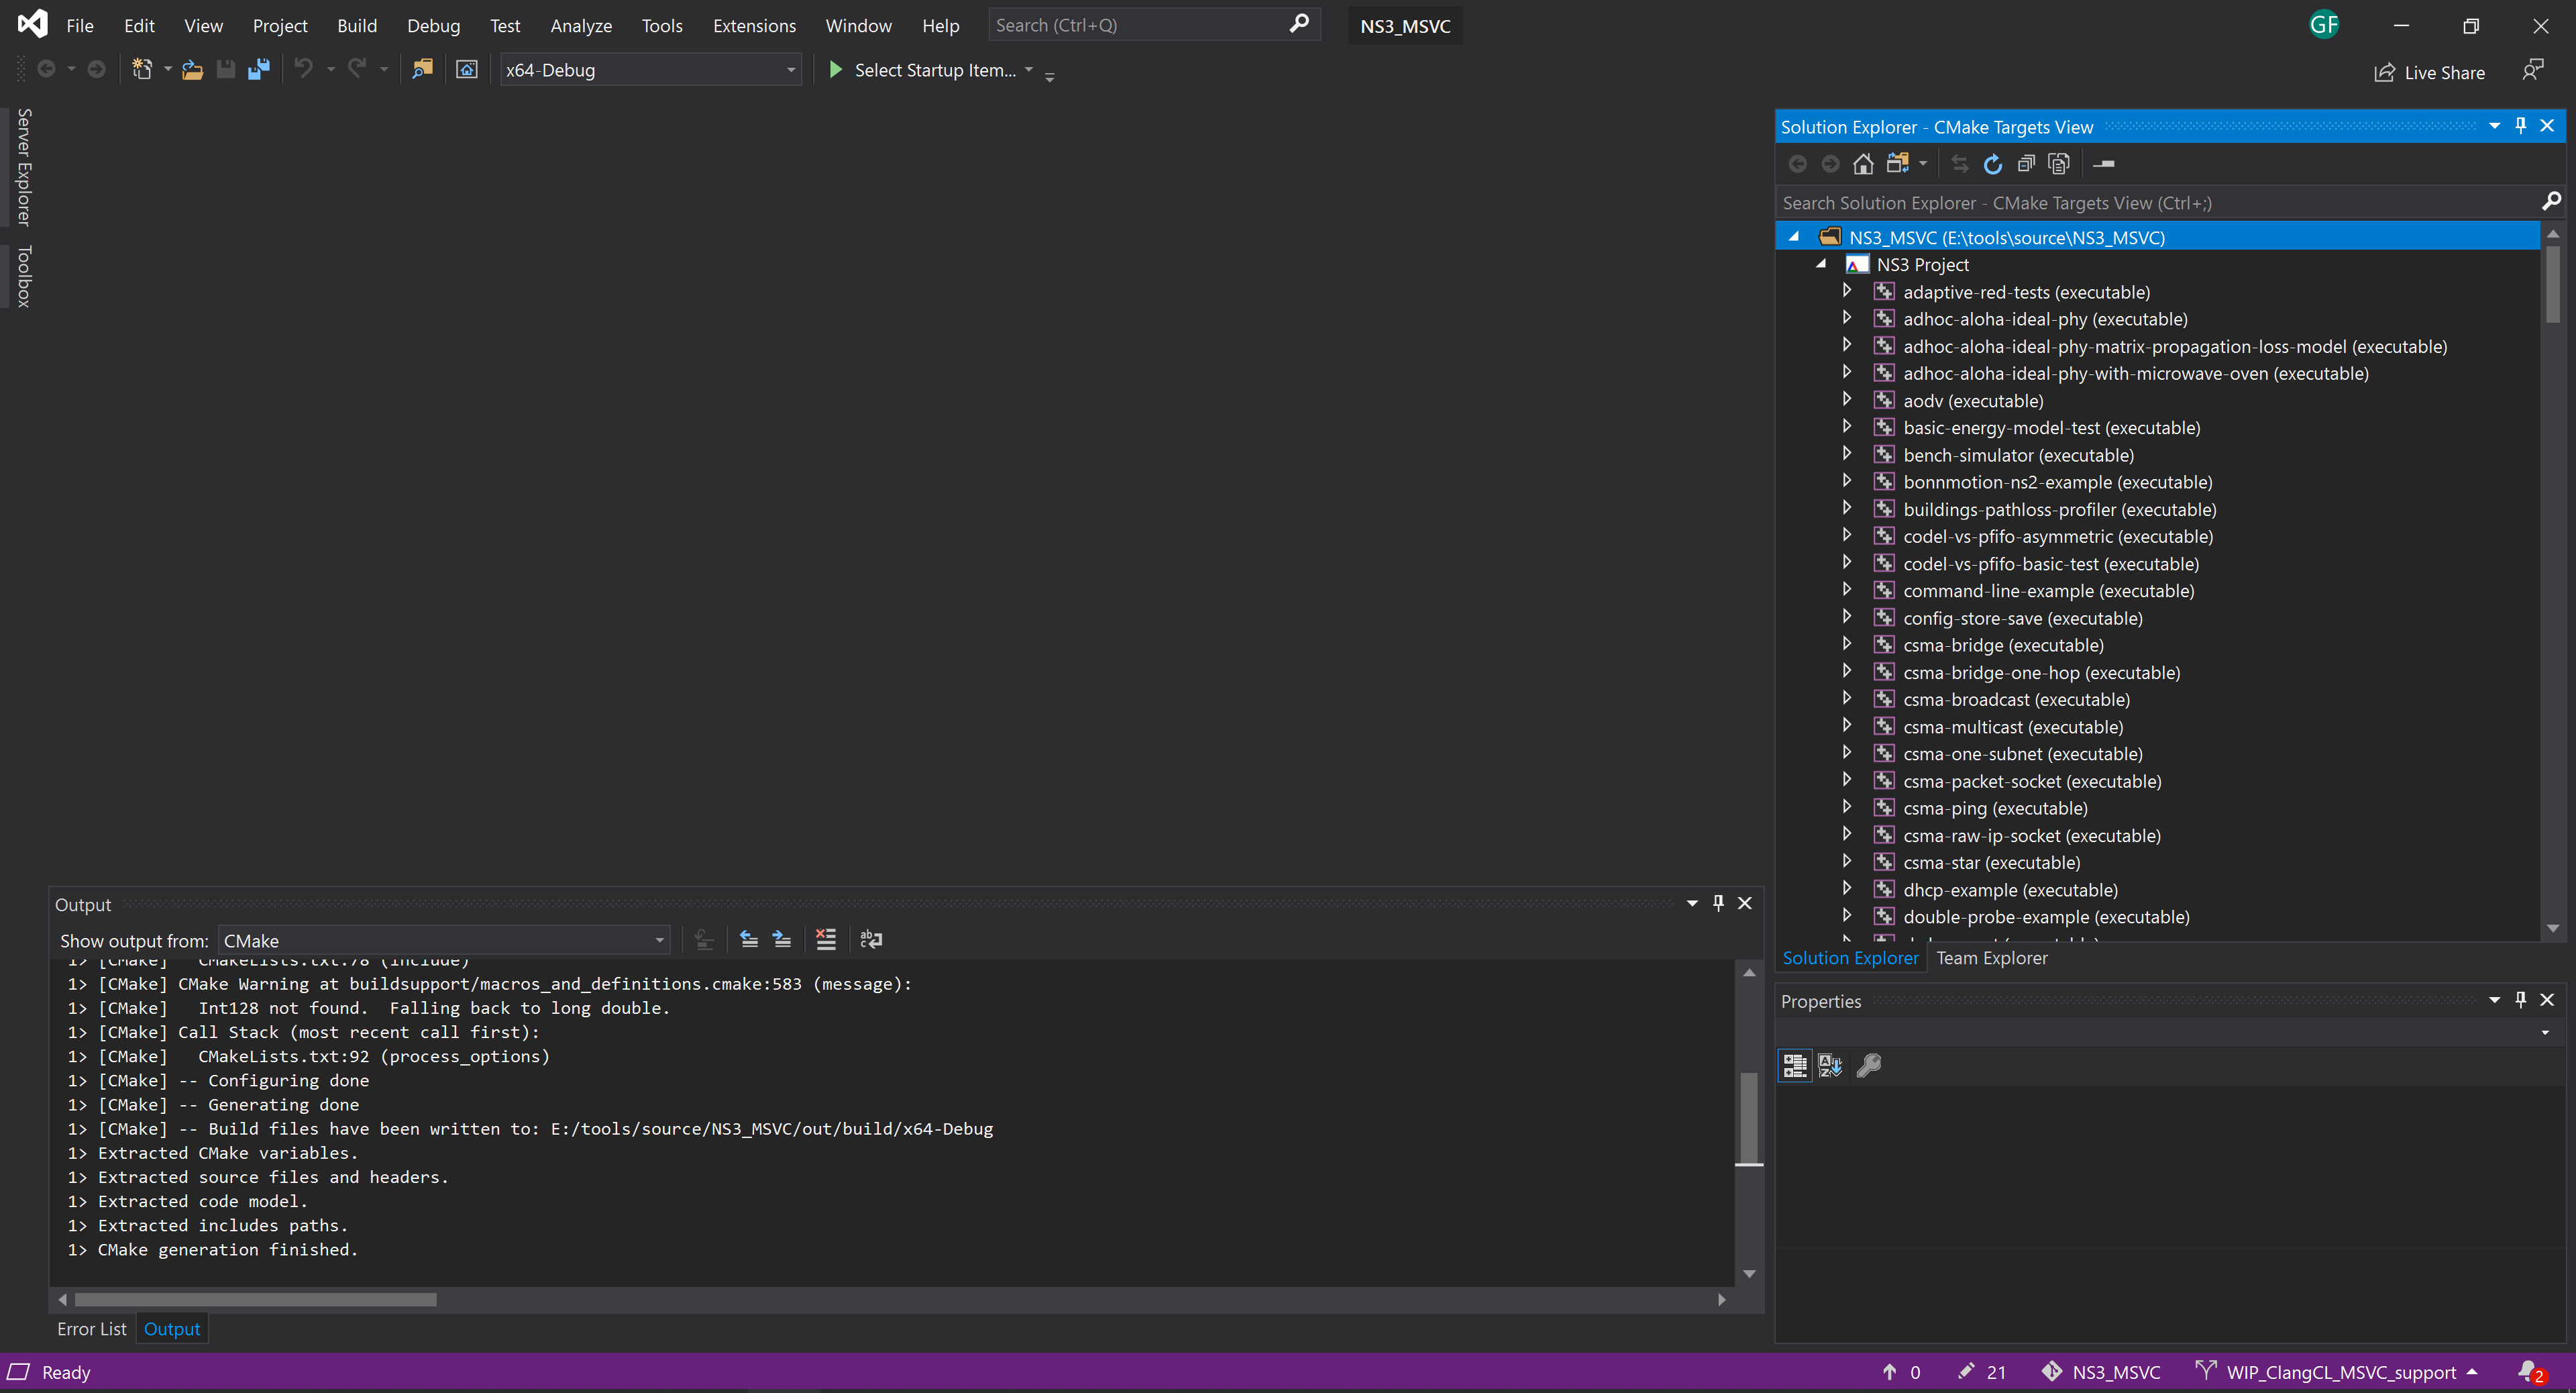 File Edit View Project Build Debug Test Analyze Tools Extensions Window Help Search (Ctrl+Q) NS3_MSVC GF
x64-Debug Select Startup Item... Live Share
Server Explorer
Toolbox
Solution Explorer - CMake Targets View
Search Solution Explorer - CMake Targets View (Ctrl+;)
NS3_MSVC (E:\tools\source\NS3_MSVC)
NS3 Project
adaptive-red-tests (executable)
adhoc-aloha-ideal-phy (executable)
adhoc-aloha-ideal-phy-matrix-propagation-loss-model (executable)
adhoc-aloha-ideal-phy-with-microwave-oven (executable)
aodv (executable)
basic-energy-model-test (executable)
bench-simulator (executable)
bonnmotion-ns2-example (executable)
buildings-pathloss-profiler (executable)
codel-vs-pfifo-asymmetric (executable)
codel-vs-pfifo-basic-test (executable)
command-line-example (executable)
config-store-save (executable)
csma-bridge (executable)
csma-bridge-one-hop (executable)
csma-broadcast (executable)
csma-multicast (executable)
csma-one-subnet (executable)
csma-packet-socket (executable)
csma-ping (executable)
csma-raw-ip-socket (executable)
csma-star (executable)
dhcp-example (executable)
double-probe-example (executable)
Solution Explorer Team Explorer
Properties
Output
Show output from: CMake
1> [CMake]   CMakeLists.txt:78 (include)
1> [CMake] CMake Warning at buildsupport/macros_and_definitions.cmake:583 (message):
1> [CMake]   Int128 not found.  Falling back to long double.
1> [CMake] Call Stack (most recent call first):
1> [CMake]   CMakeLists.txt:92 (process_options)
1> [CMake] -- Configuring done
1> [CMake] -- Generating done
1> [CMake] -- Build files have been written to: E:/tools/source/NS3_MSVC/out/build/x64-Debug
1> Extracted CMake variables.
1> Extracted source files and headers.
1> Extracted code model.
1> Extracted includes paths.
1> CMake generation finished.
Error List Output
Ready 0 21 NS3_MSVC WIP_ClangCL_MSVC_support 2